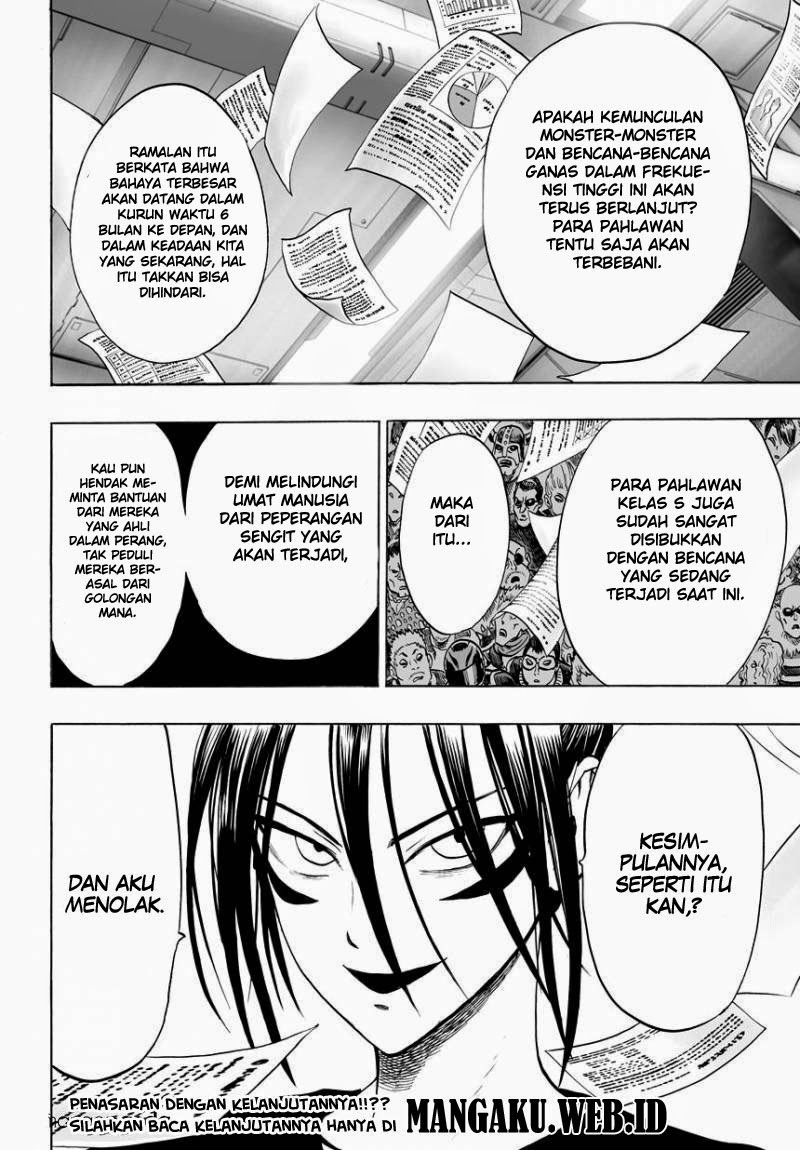 APAKAH KEMUNCULAN
MONSTER-MONSTER
DAN BENCANA-BENCANA
GANAS DALAM FREKUE-
NSI TINGGI INI AKAN
TERUS BERLANJUT?
PARA PAHLAWAN
TENTU SAJA AKAN
TERBEBANI.
RAMALAN ITU
BERKATA BAHWA
BAHAYA TERBESAR
AKAN DATANG DALAM
KURUN WAKTU 6
BULAN KE DEPAN, DAN
DALAM KEADAAN KITA
YANG SEKARANG, HAL
ITU TAKKAN BISA
DIHINDARI.
PARA PAHLAWAN
KELAS S JUGA
SUDAH SANGAT
DISIBUKKAN
DENGAN BENCANA
YANG SEDANG
TERJADI SAAT INI.
MAKA
DARI
ITU...
DEMI MELINDUNGI
UMAT MANUSIA
DARI PEPERANGAN
SENGIT YANG
AKAN TERJADI,
KAU PUN
HENDAK ME-
MINTA BANTUAN
DARI MEREKA
YANG AHLI
DALAM PERANG,
TAK PEDULI
MEREKA BER-
ASAL DARI
GOLONGAN
MANA.
KESIM-
PULANNYA,
SEPERTI ITU
KAN,?
DAN AKU
MENOLAK.
PENASARAN DENGAN KELANJUTANNYA!!??
SILAHKAN BACA KELANJUTANNYA HANYA DI MANGAKU.WEB.ID